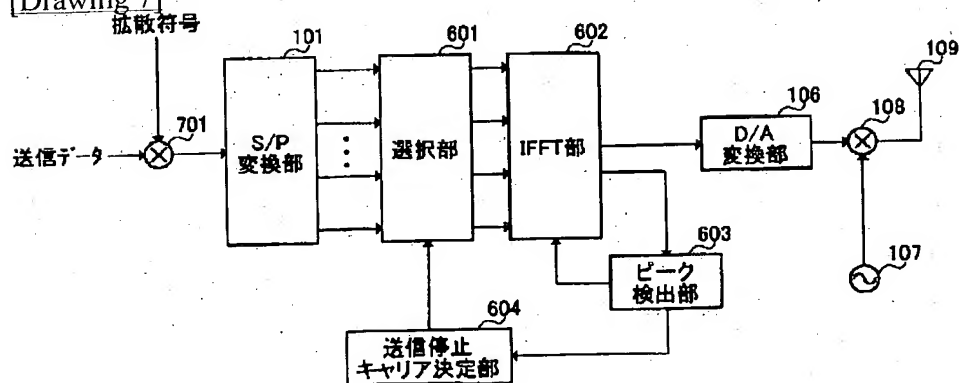 [Drawing 7]
拡散符号
101
601
602
109
701
106
108
送信データ
S/P
変換部
選択部
IFFT部
D/A
変換部
603
107
ピーク
検出部
604
送信停止
キャリア決定部